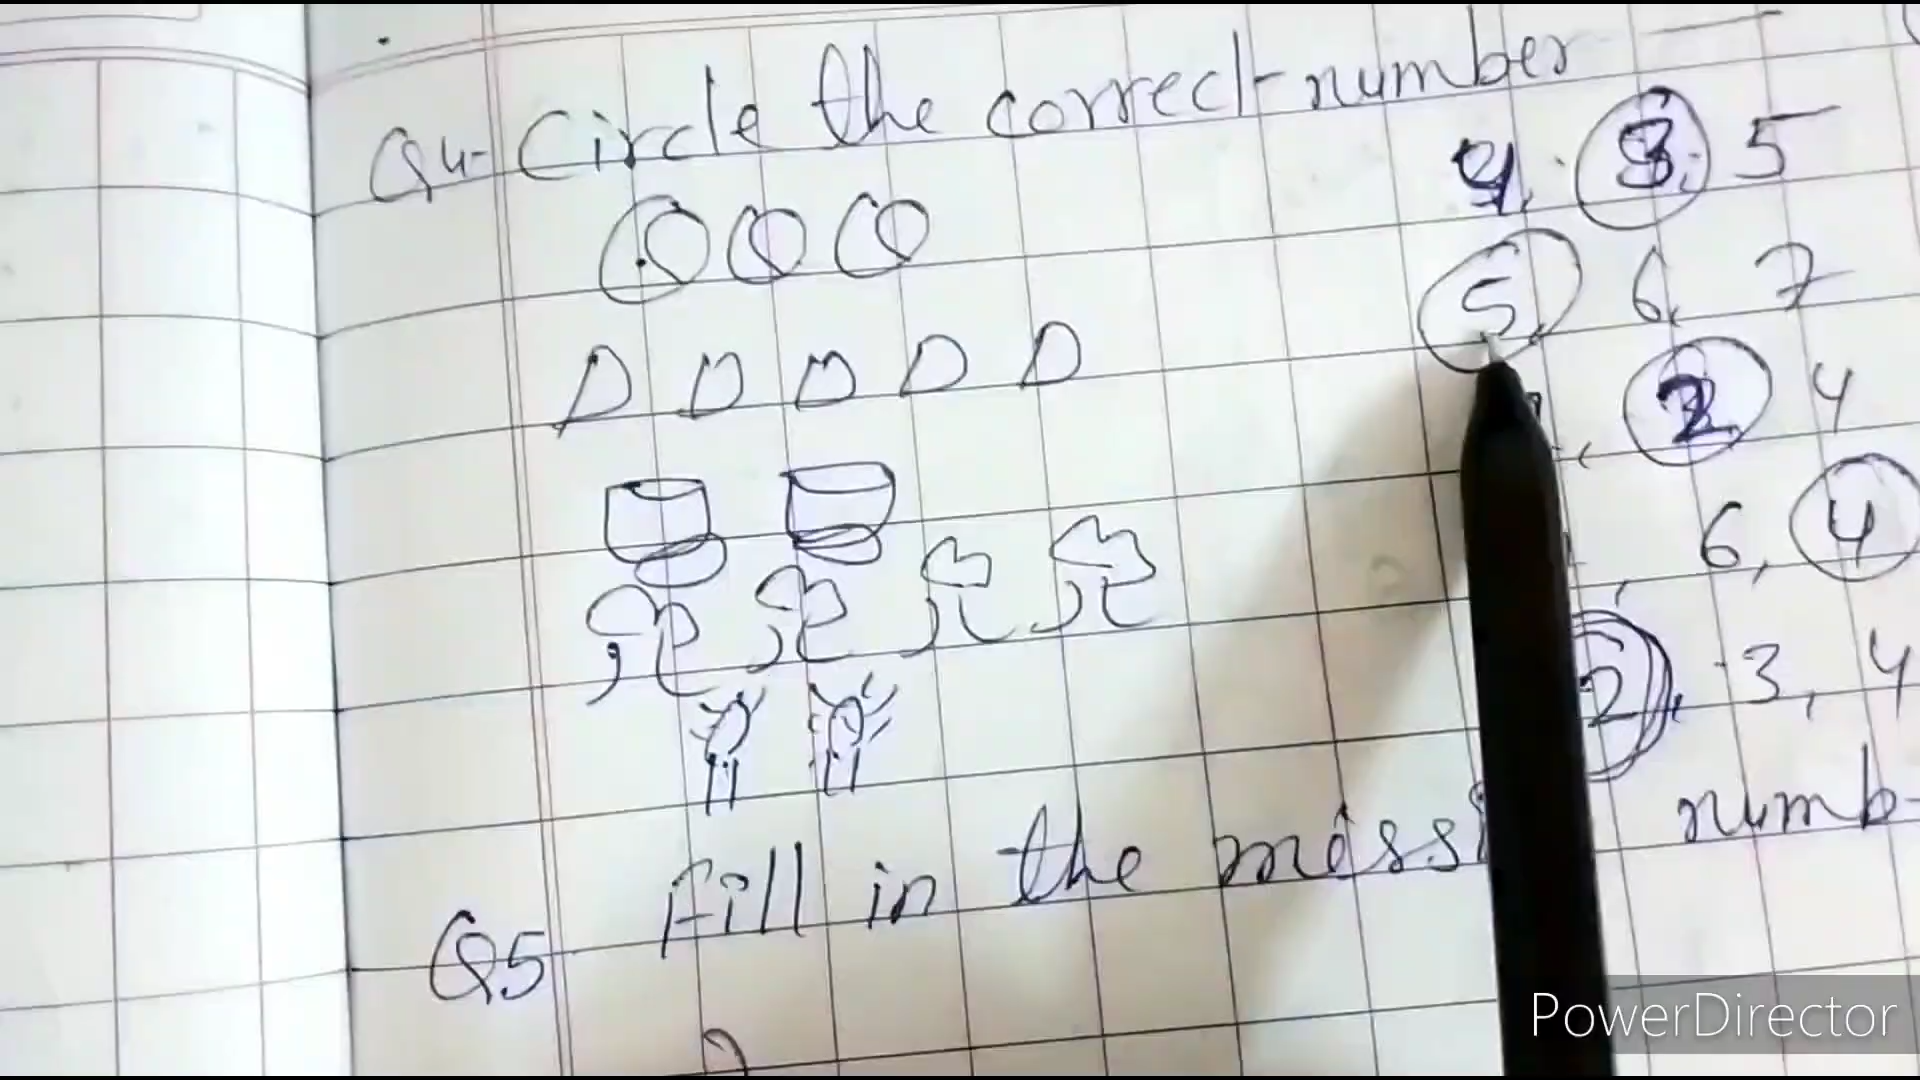 Q4- Circle the correct number
4, 3, 5
5, 6, 7
2 4
6, 4
2, 3, 4
Q5 Fill in the missi numb-
PowerDirector